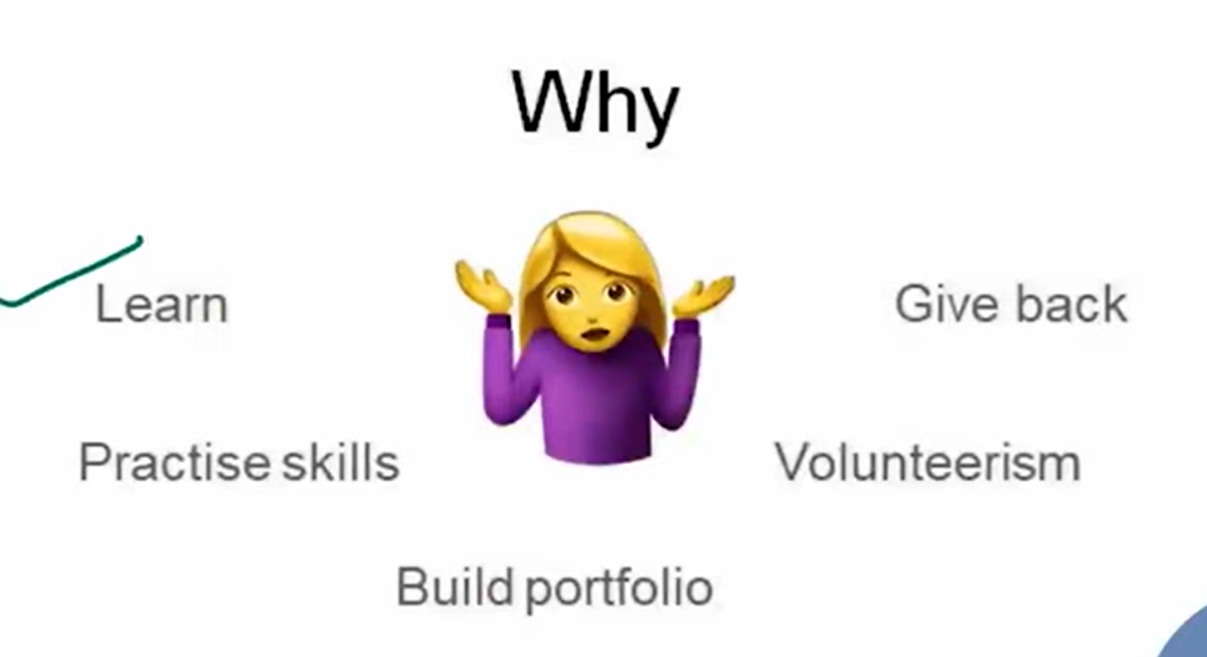 Why
Learn
Give back
Practise skills
Volunteerism
Build portfolio